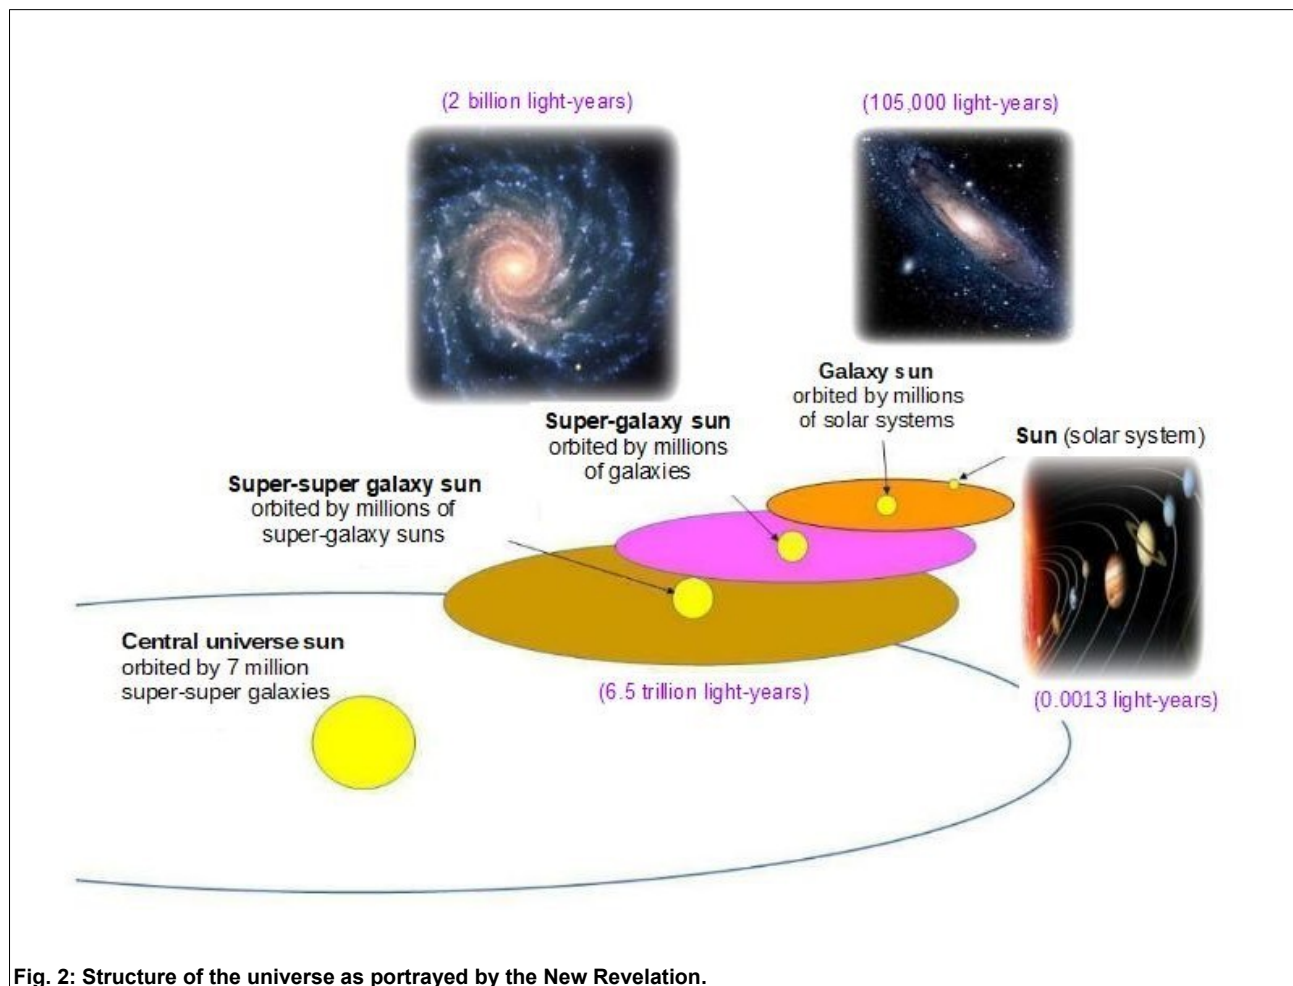 (2 billion light-years)
(105,000 light-years)
Galaxy sun
orbited by millions
of solar systems
Super-galaxy sun
orbited by millions
of galaxies
Sun (solar system)
Super-super galaxy sun
orbited by millions of
super-galaxy suns
Central universe sun
orbited by 7 million
super-super galaxies
(6.5 trillion light-years)
(0.0013 light-years)
Fig. 2: Structure of the universe as portrayed by the New Revelation.